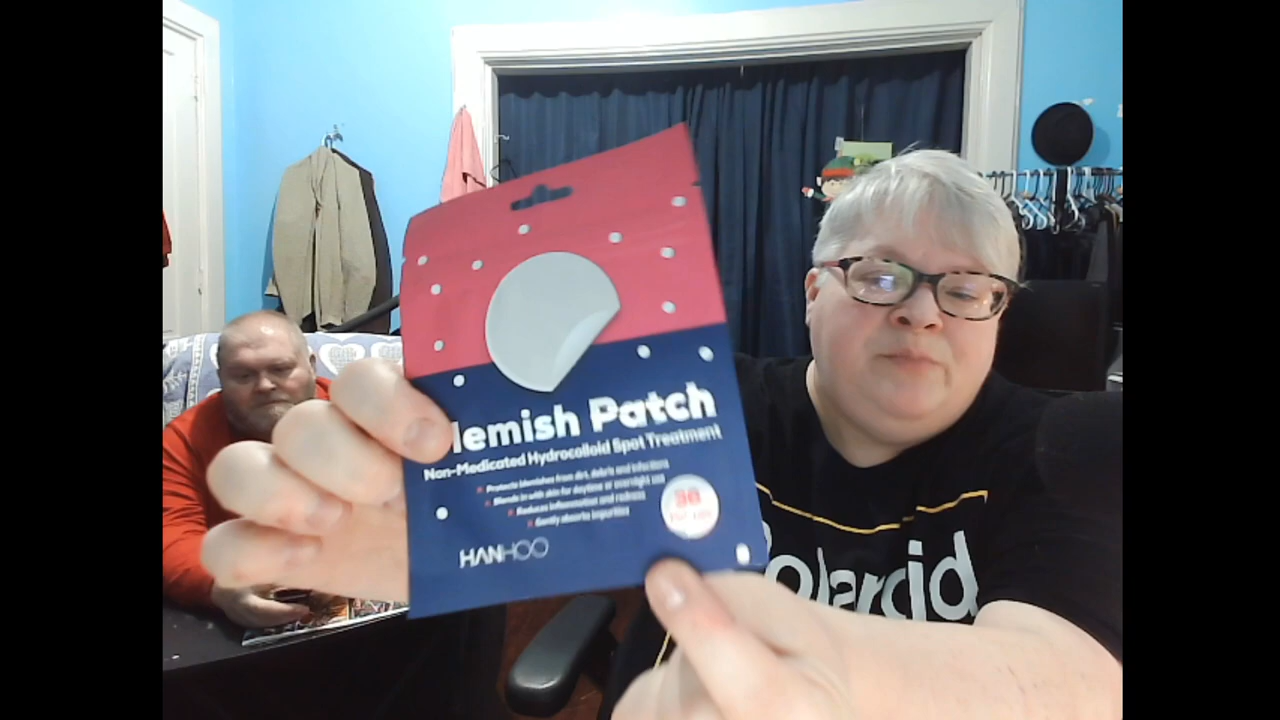 lemish Patch
Non-Medicated Hydrocolloid Spot Treatment
Protects blemishes from dirt, debris and infections
Blends in with skin for daytime or overnight use
Reduces inflammation and redness
Gently absorbs impurities
36
HANHOO
olaroid